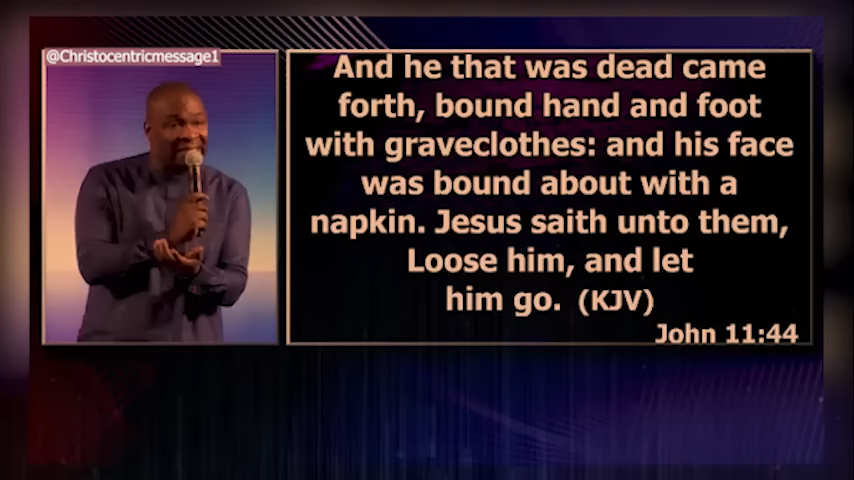 @Christocentricmessage1
And he that was dead came
forth, bound hand and foot
with graveclothes: and his face
was bound about with a
napkin. Jesus saith unto them,
Loose him, and let
him go. (KJV)
John 11:44